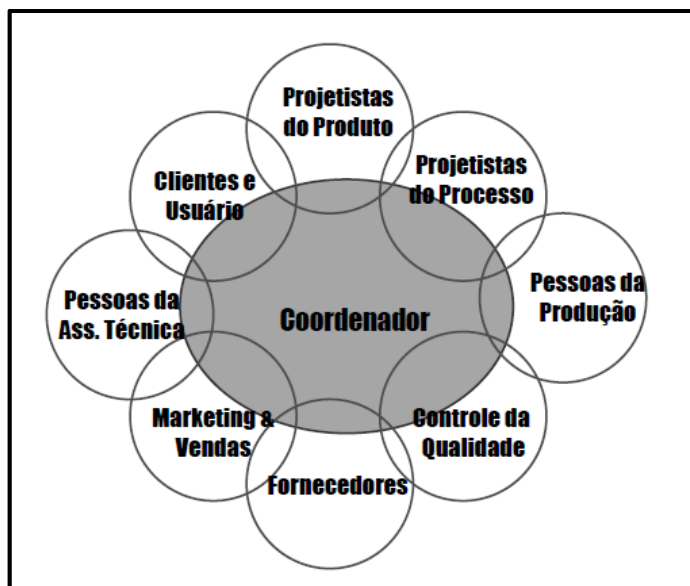 Projetistas
do Produto
Projetistas
do Processo
Clientes e
Usuário
Pessoas da
Produção
Pessoas da
Ass. Técnica
Coordenador
Marketing &
Vendas
Controle da
Qualidade
Fornecedores